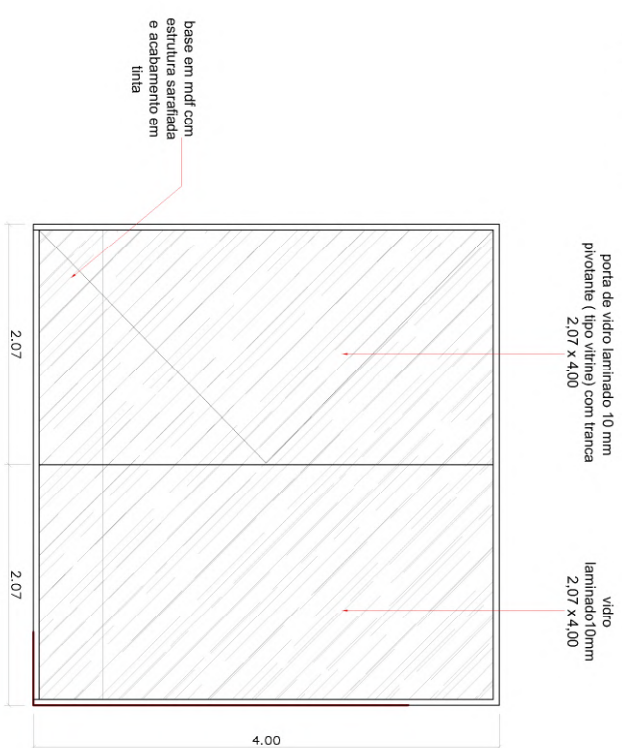 base em mdf com
estrutura sarafiada
e acabamento em
tinta
porta de vidro laminado 10 mm
pivotante ( tipo vitrine) com tranca
2,07 x 4,00
vidro
laminado10mm
2,07 x 4,00
2.07
2.07
4.00